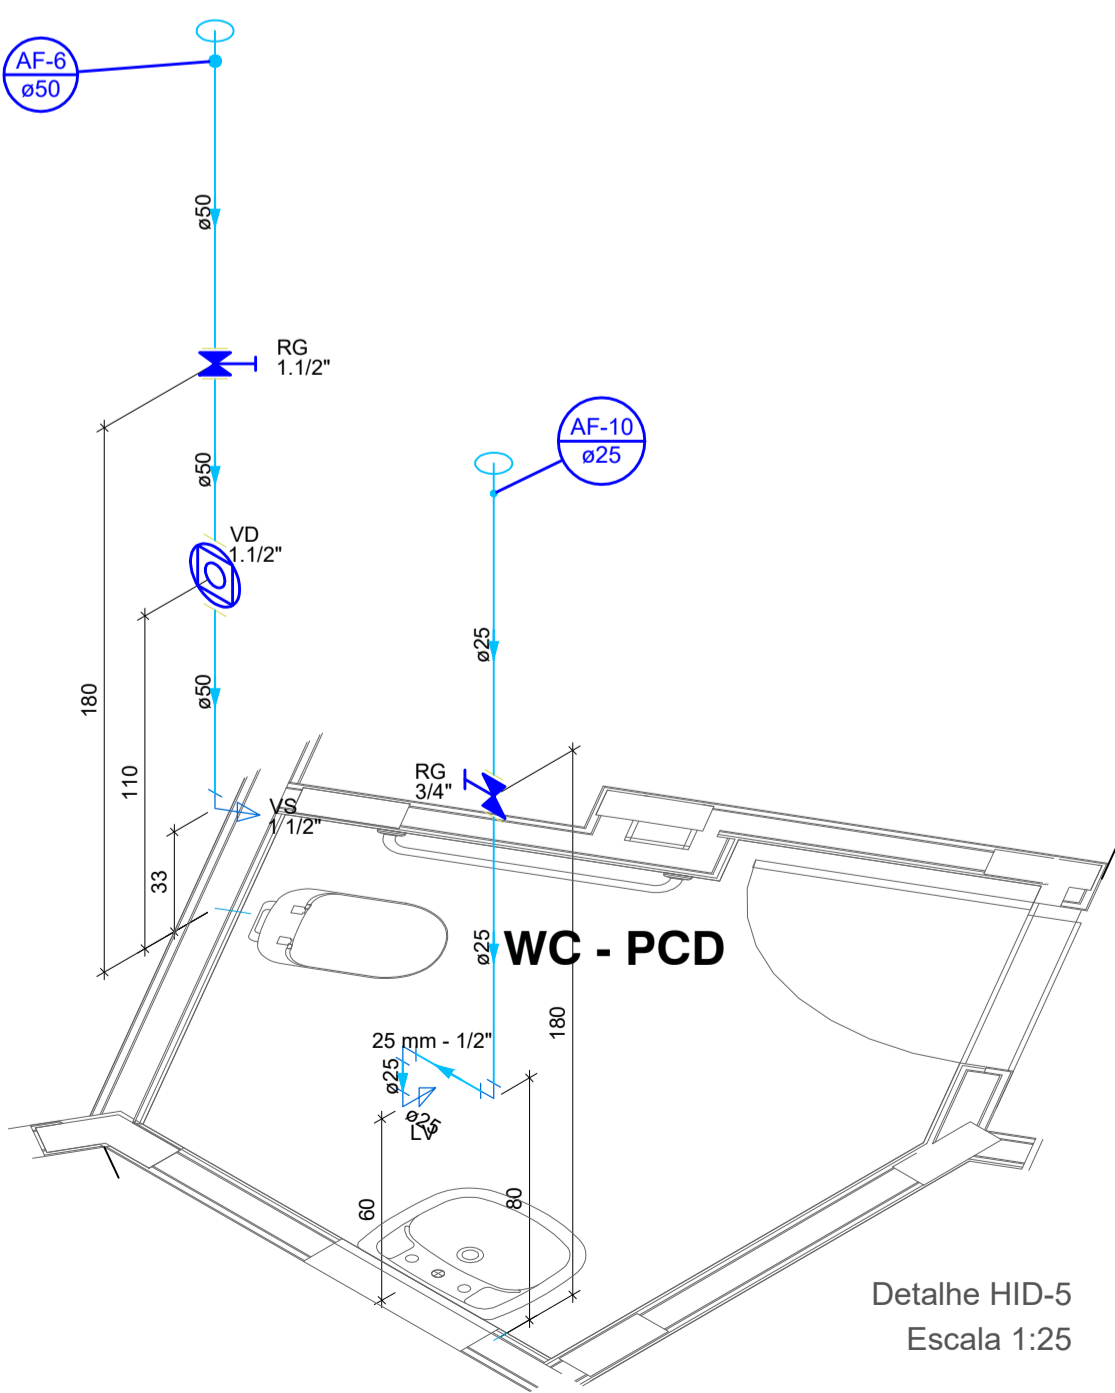 AF-6
ø50
ø50
RG
1.1/2"
AF-10
ø25
ø50
VD
1.1/2"
ø25
ø50
180
110
RG
3/4"
VS
1 1/2"
33
ø25
WC - PCD
180
25 mm - 1/2"
ø25
ø25
LV
60
80
Detalhe HID-5
Escala 1:25